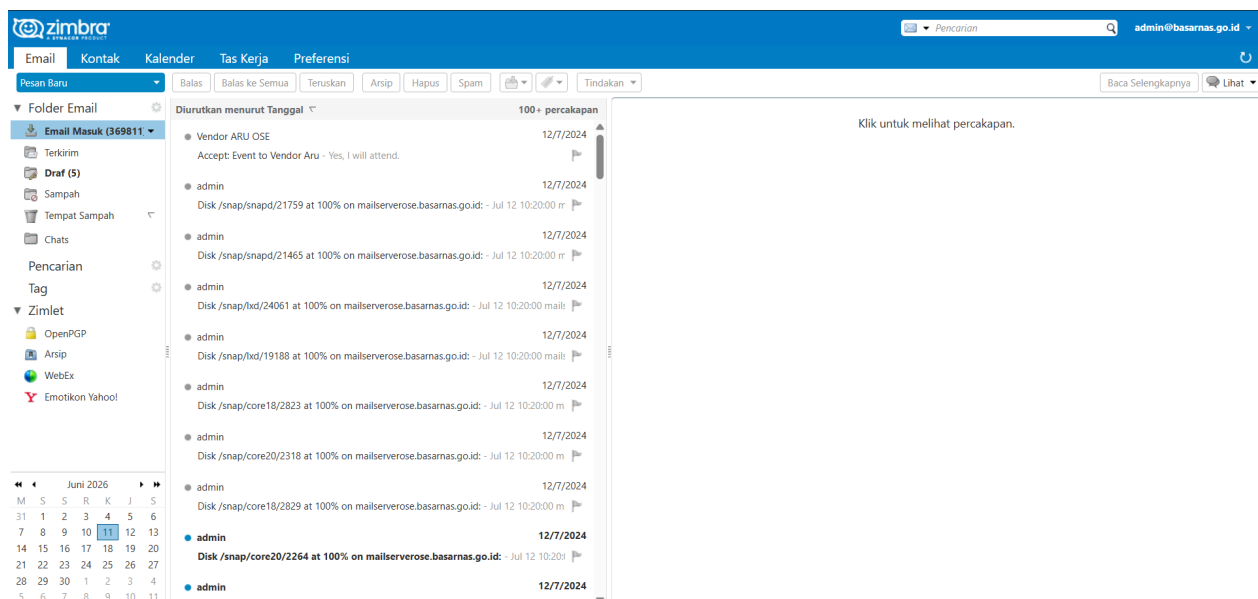 zimbra
A SYNACOR PRODUCT
Pencarian
admin@basarnas.go.id
Email Kontak Kalender Tas Kerja Preferensi
Pesan Baru
Balas Balas ke Semua Teruskan Arsip Hapus Spam Tindakan Baca Selengkapnya Lihat
Folder Email
Email Masuk (369811)
Terkirim
Draf (5)
Sampah
Tempat Sampah
Chats
Pencarian
Tag
Zimlet
OpenPGP
Arsip
WebEx
Emotikon Yahoo!
Juni 2026
M S S R K J S
31 1 2 3 4 5 6
7 8 9 10 11 12 13
14 15 16 17 18 19 20
21 22 23 24 25 26 27
28 29 30 1 2 3 4
5 6 7 8 9 10 11
Diurutkan menurut Tanggal 100+ percakapan
Vendor ARU OSE 12/7/2024
Accept: Event to Vendor Aru - Yes, I will attend.
admin 12/7/2024
Disk /snap/snapd/21759 at 100% on mailserverose.basarnas.go.id: - Jul 12 10:20:00 m
admin 12/7/2024
Disk /snap/snapd/21465 at 100% on mailserverose.basarnas.go.id: - Jul 12 10:20:00 m
admin 12/7/2024
Disk /snap/lxd/24061 at 100% on mailserverose.basarnas.go.id: - Jul 12 10:20:00 mails
admin 12/7/2024
Disk /snap/lxd/19188 at 100% on mailserverose.basarnas.go.id: - Jul 12 10:20:00 mails
admin 12/7/2024
Disk /snap/core18/2823 at 100% on mailserverose.basarnas.go.id: - Jul 12 10:20:00 m
admin 12/7/2024
Disk /snap/core20/2318 at 100% on mailserverose.basarnas.go.id: - Jul 12 10:20:00 m
admin 12/7/2024
Disk /snap/core18/2829 at 100% on mailserverose.basarnas.go.id: - Jul 12 10:20:00 m
admin 12/7/2024
Disk /snap/core20/2264 at 100% on mailserverose.basarnas.go.id: - Jul 12 10:20:
admin 12/7/2024
Klik untuk melihat percakapan.